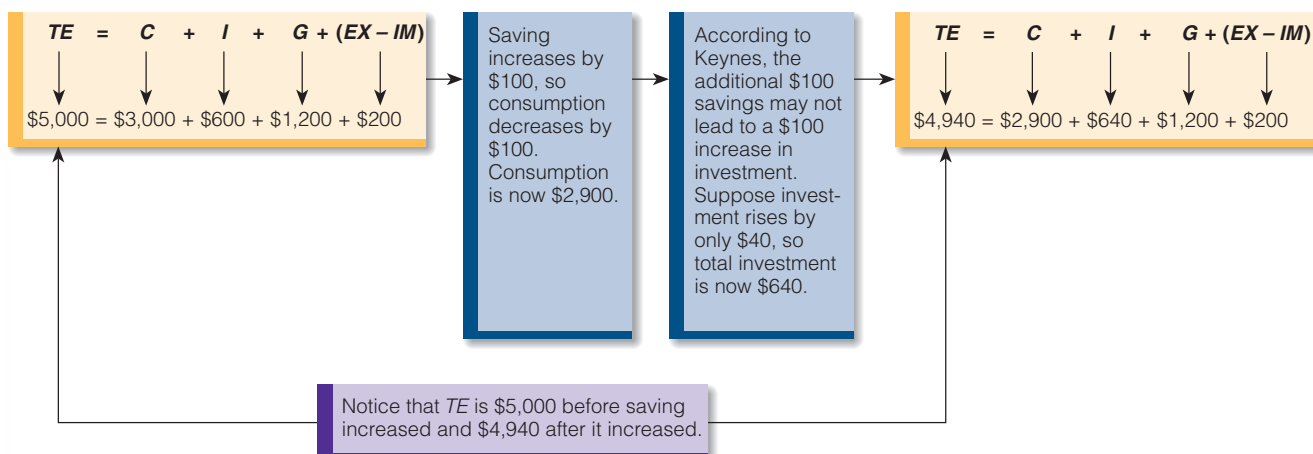 TE = C + I + G + (EX – IM)
$5,000 = $3,000 + $600 + $1,200 + $200
Saving
increases by
$100, so
consumption
decreases by
$100.
Consumption
is now $2,900.
According to
Keynes, the
additional $100
savings may not
lead to a $100
increase in
investment.
Suppose invest-
ment rises by
only $40, so
total investment
is now $640.
TE = C + I + G + (EX – IM)
$4,940 = $2,900 + $640 + $1,200 + $200
Notice that TE is $5,000 before saving
increased and $4,940 after it increased.